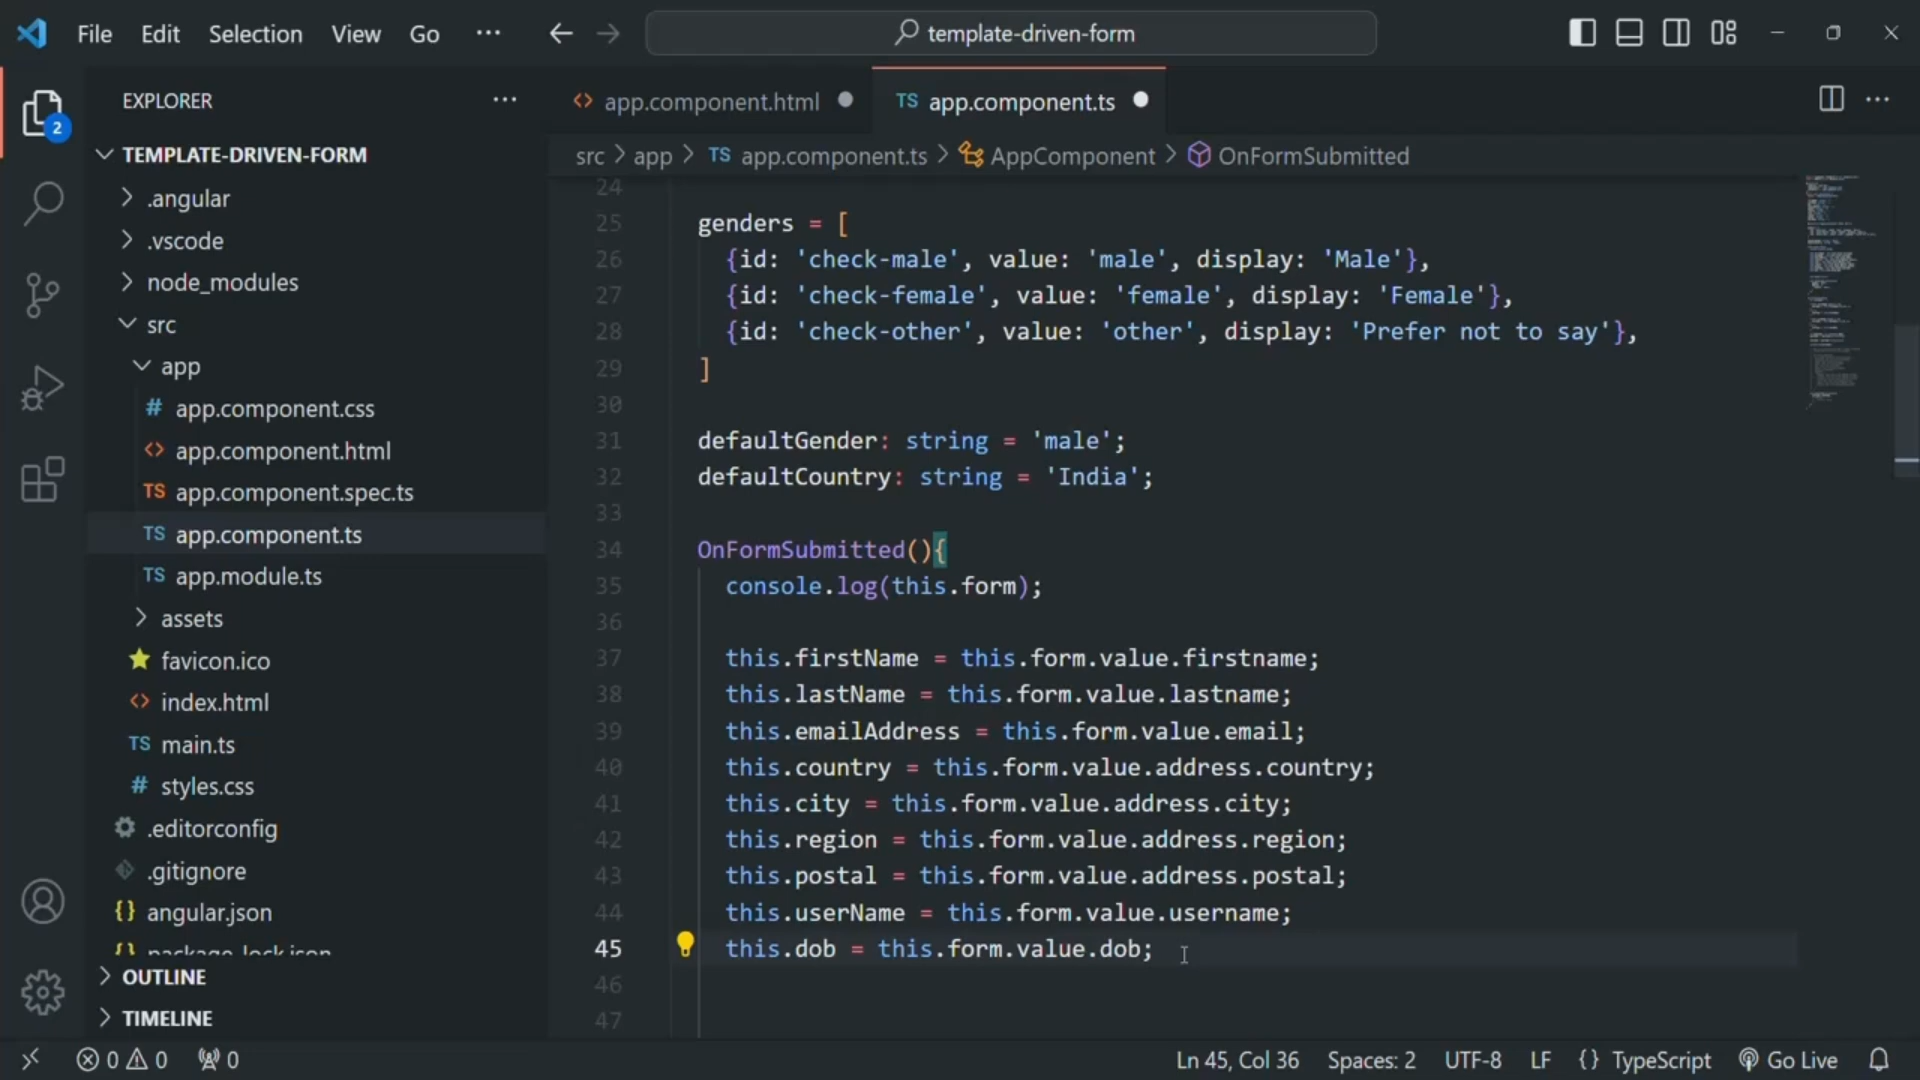 File Edit Selection View Go ··· template-driven-form
EXPLORER ···
2
TEMPLATE-DRIVEN-FORM
.angular
.vscode
node_modules
src
app
# app.component.css
<> app.component.html
TS app.component.spec.ts
TS app.component.ts
TS app.module.ts
assets
favicon.ico
<> index.html
TS main.ts
# styles.css
.editorconfig
.gitignore
{} angular.json
{} package-lock.json
OUTLINE
TIMELINE
<> app.component.html TS app.component.ts
src > app > TS app.component.ts > AppComponent > OnFormSubmitted
24
25 genders = [
26 {id: 'check-male', value: 'male', display: 'Male'},
27 {id: 'check-female', value: 'female', display: 'Female'},
28 {id: 'check-other', value: 'other', display: 'Prefer not to say'},
29 ]
30
31 defaultGender: string = 'male';
32 defaultCountry: string = 'India';
33
34 OnFormSubmitted(){
35 console.log(this.form);
36
37 this.firstName = this.form.value.firstname;
38 this.lastName = this.form.value.lastname;
39 this.emailAddress = this.form.value.email;
40 this.country = this.form.value.address.country;
41 this.city = this.form.value.address.city;
42 this.region = this.form.value.address.region;
43 this.postal = this.form.value.address.postal;
44 this.userName = this.form.value.username;
45 this.dob = this.form.value.dob;
46
47
0 0 0 Ln 45, Col 36 Spaces: 2 UTF-8 LF {} TypeScript Go Live